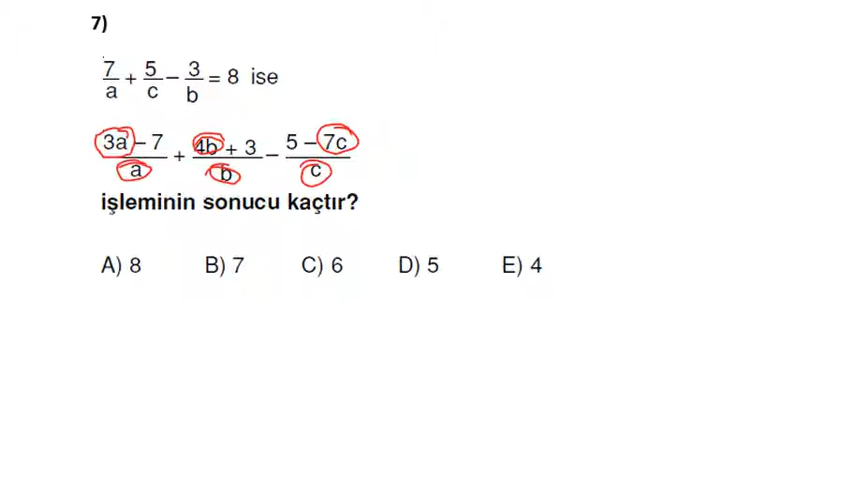 7)
7/a + 5/c − 3/b = 8 ise
3a − 7/a + 4b + 3/b − 5 − 7c/c
işleminin sonucu kaçtır?
A) 8 B) 7 C) 6 D) 5 E) 4